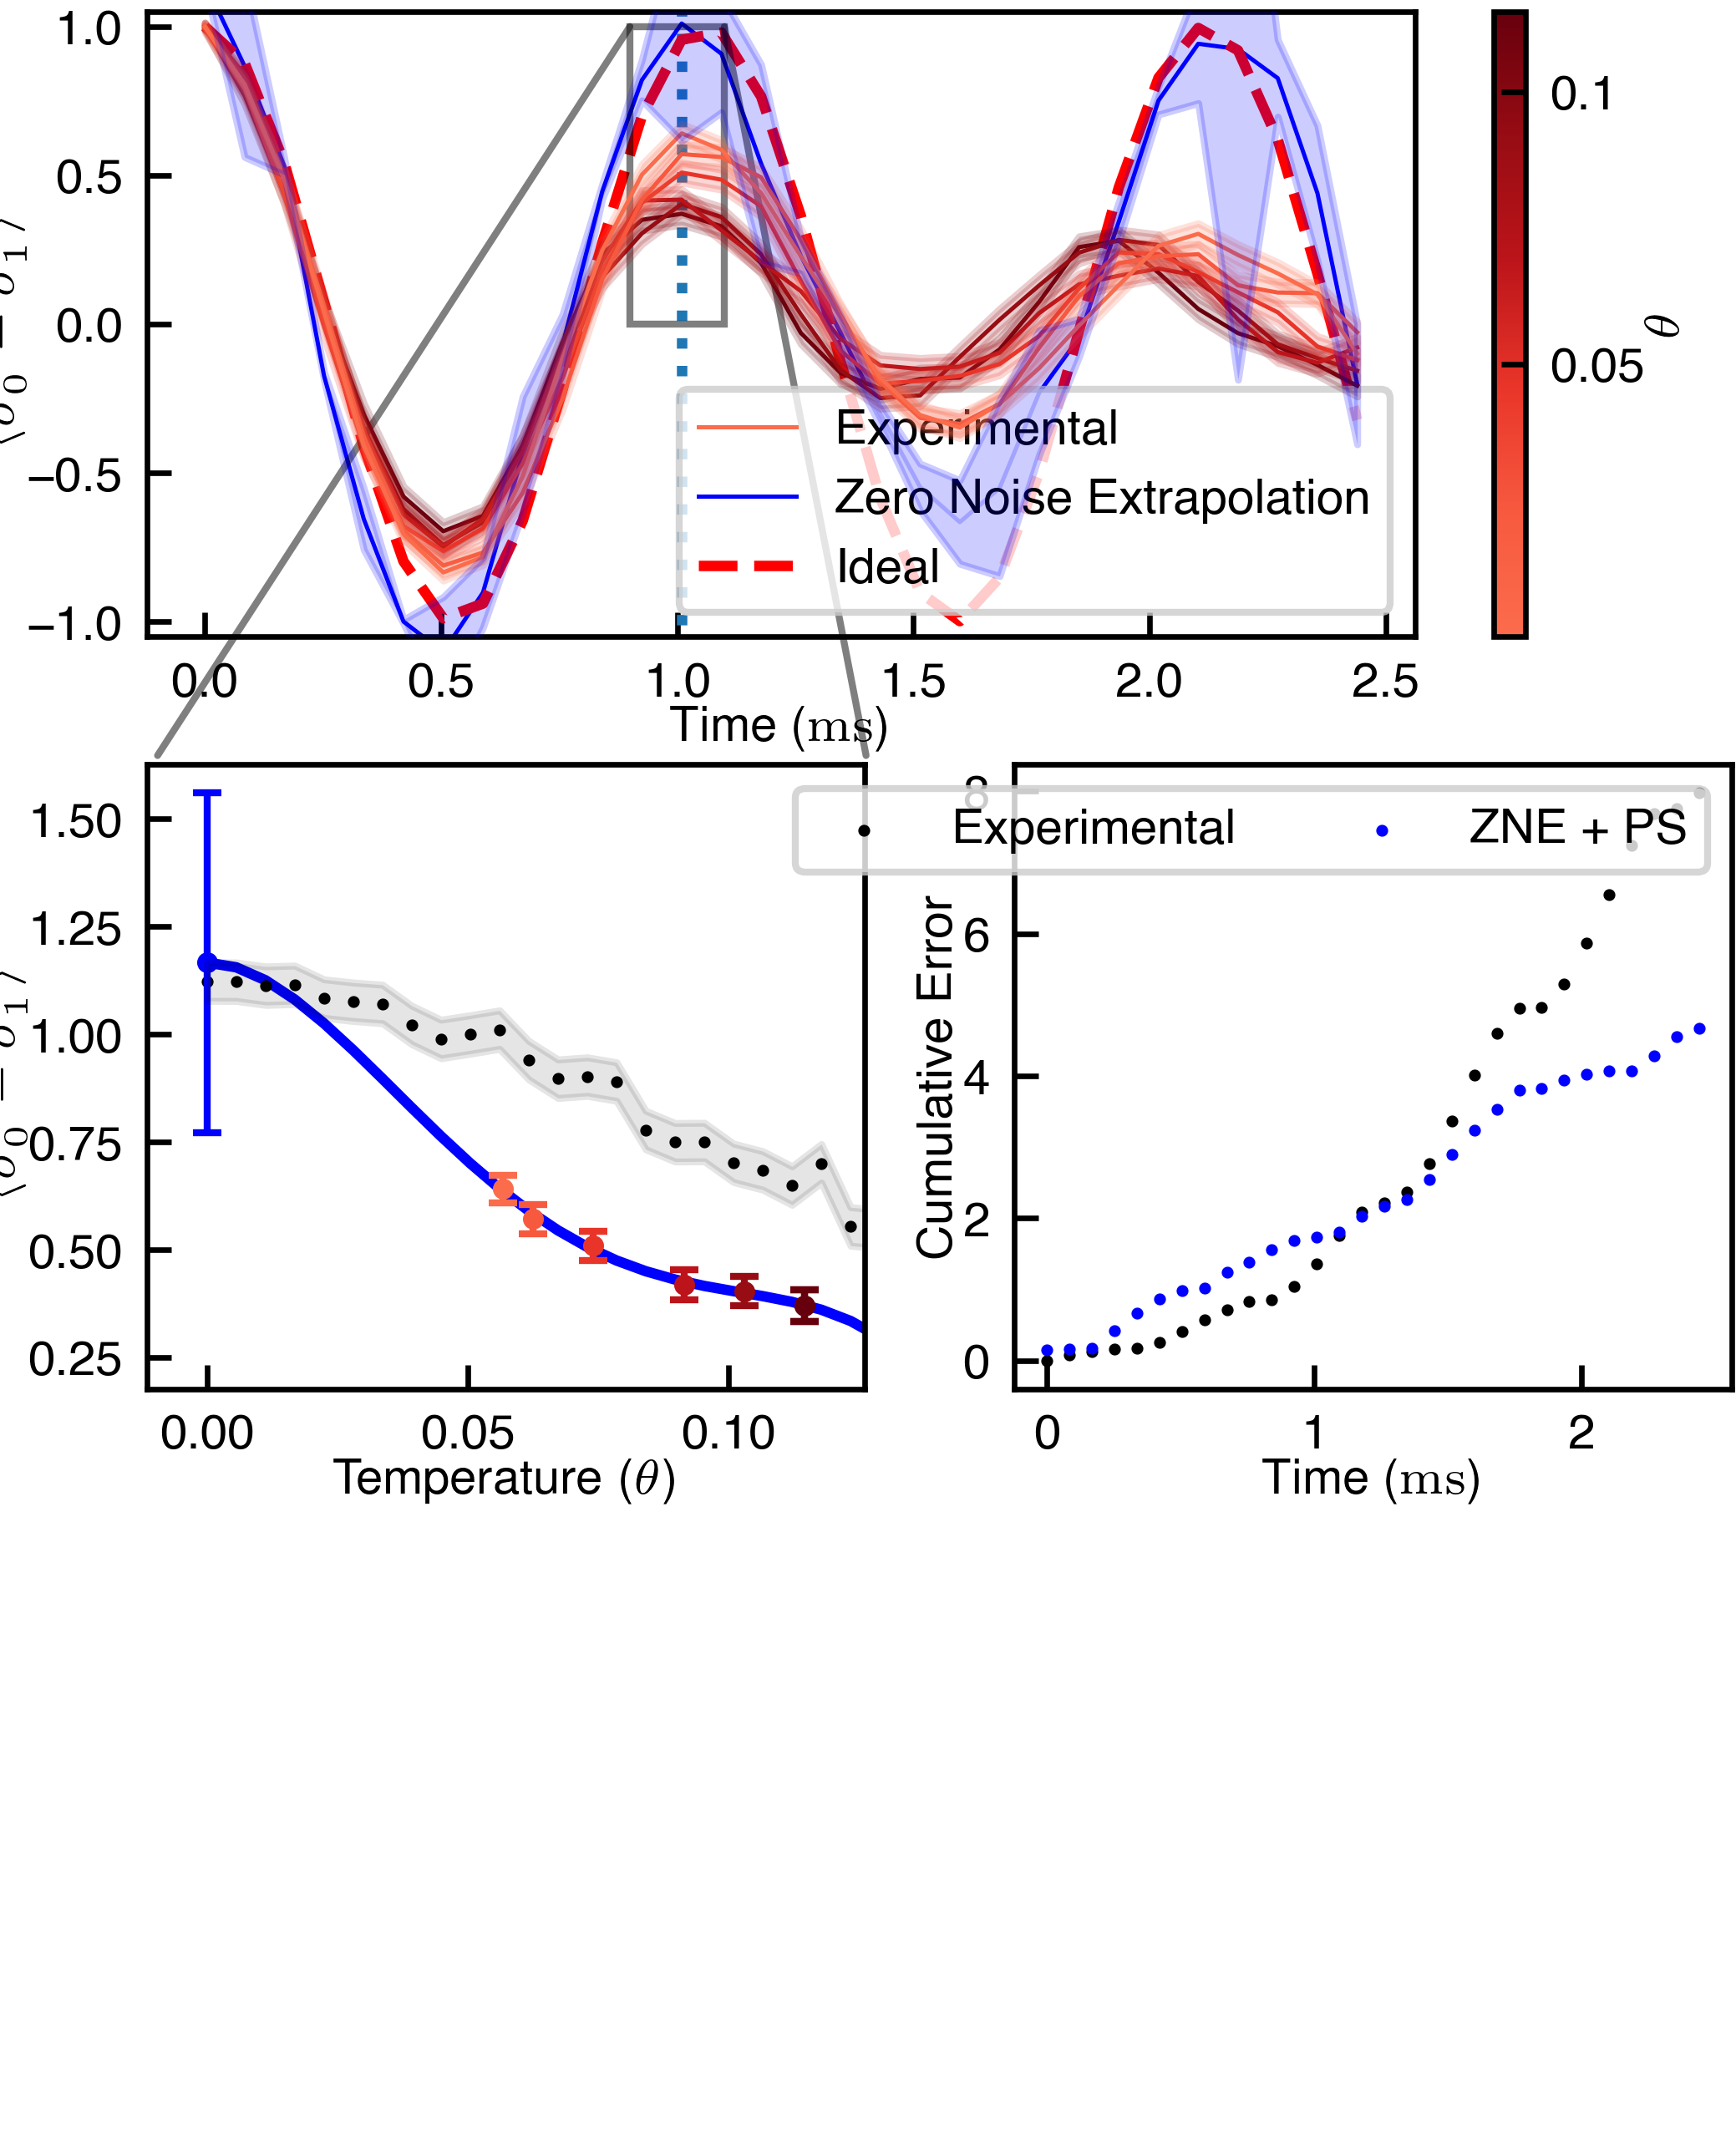 1.0
0.5
0.0
−0.5
−1.0
0.0 0.5 1.0 1.5 2.0 2.5
Time (ms)
Experimental
Zero Noise Extrapolation
Ideal
0.1
0.05
θ
1.50
1.25
1.00
0.75
0.50
0.25
0.00 0.05 0.10
Temperature (θ)
Experimental ZNE + PS
Cumulative Error
8
6
4
2
0
0 1 2
Time (ms)